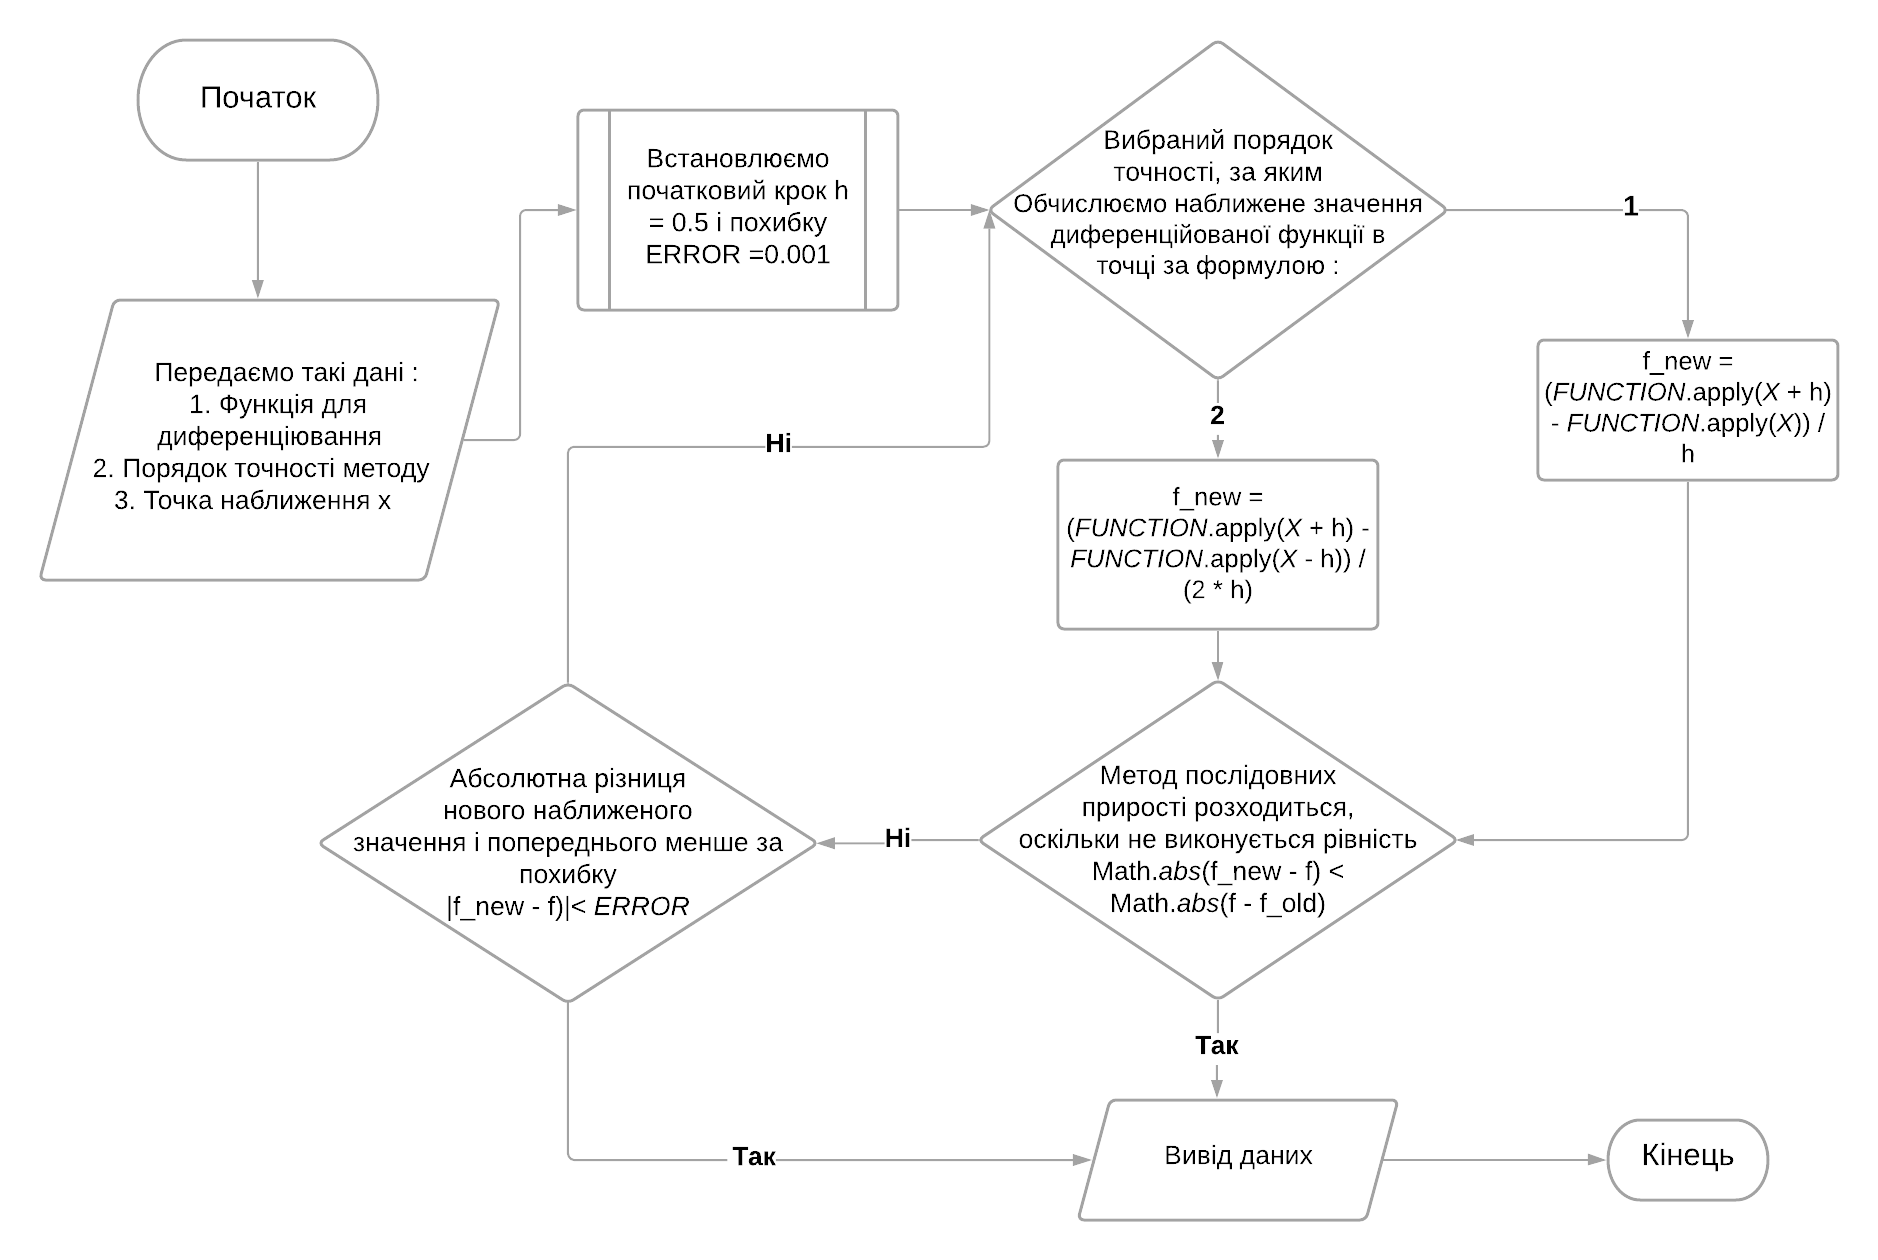 Початок
Передаємо такі дані :
1. Функція для
диференціювання
2. Порядок точності методу
3. Точка наближення x
Встановлюємо
початковий крок h
= 0.5 і похибку
ERROR =0.001
Вибраний порядок
точності, за яким
Обчислюємо наближене значення
диференційованої функції в
точці за формулою :
1
f_new =
(FUNCTION.apply(X + h)
- FUNCTION.apply(X)) /
h
2
f_new =
(FUNCTION.apply(X + h) -
FUNCTION.apply(X - h)) /
(2 * h)
Ні
Метод послідовних
прирості розходиться,
оскільки не виконується рівність
Math.abs(f_new - f) <
Math.abs(f - f_old)
Ні
Абсолютна різниця
нового наближеного
значення і попереднього менше за
похибку
|f_new - f)|< ERROR
Так
Так
Вивід даних
Кінець